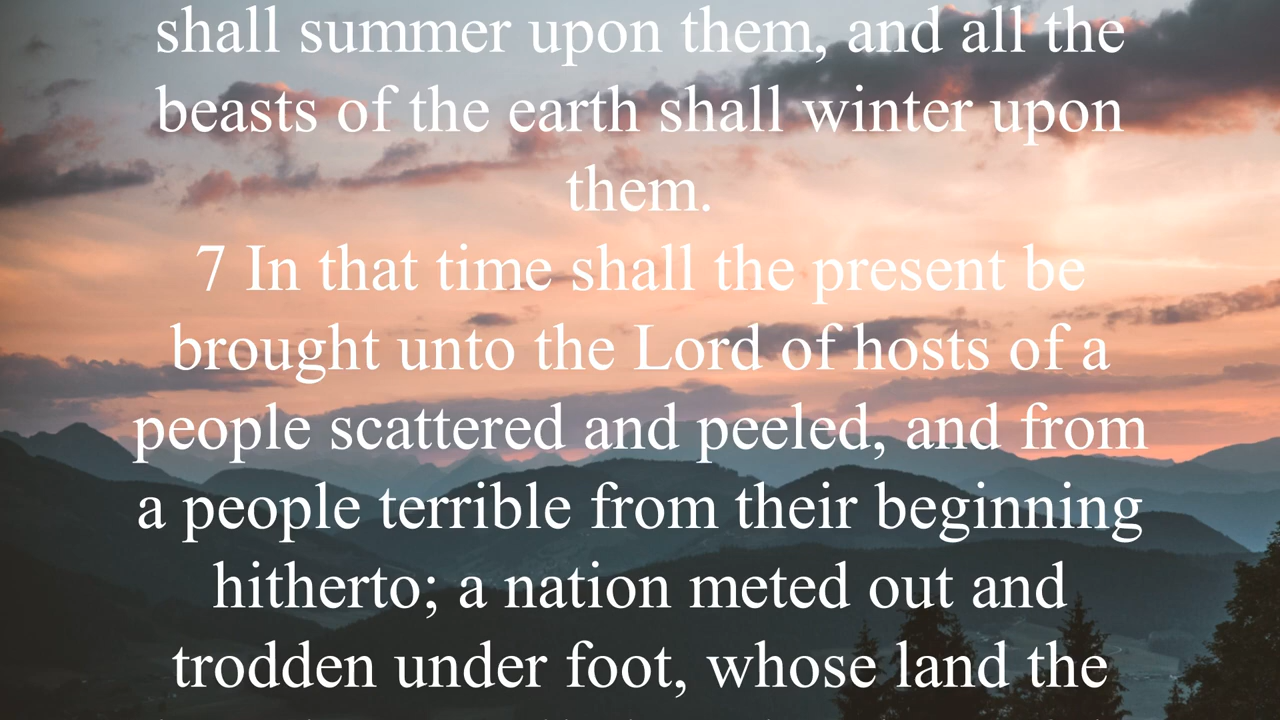 shall summer upon them, and all the
beasts of the earth shall winter upon
them.
7 In that time shall the present be
brought unto the Lord of hosts of a
people scattered and peeled, and from
a people terrible from their beginning
hitherto; a nation meted out and
trodden under foot, whose land the